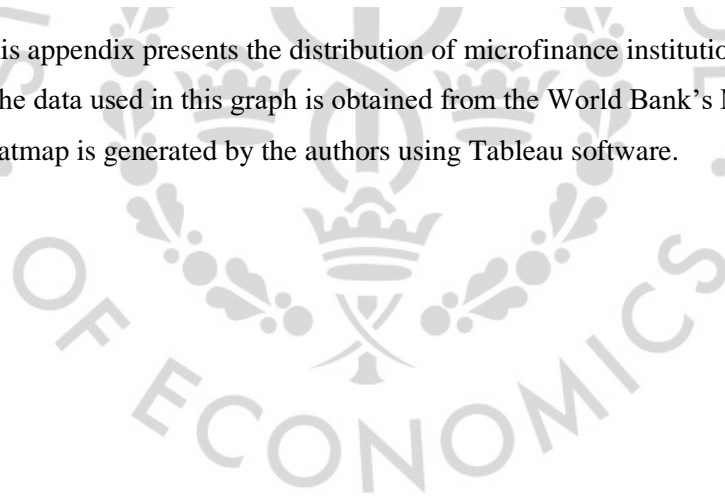 is appendix presents the distribution of microfinance institutio
he data used in this graph is obtained from the World Bank’s
atmap is generated by the authors using Tableau software.
OF ECONOMICS